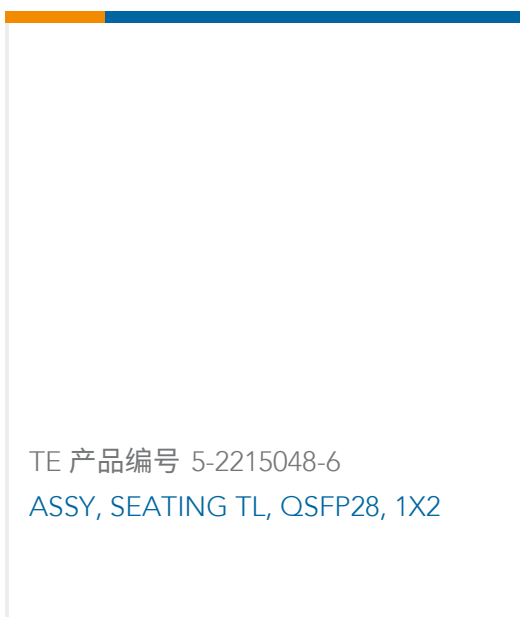 TE 产品编号 5-2215048-6
ASSY, SEATING TL, QSFP28, 1X2